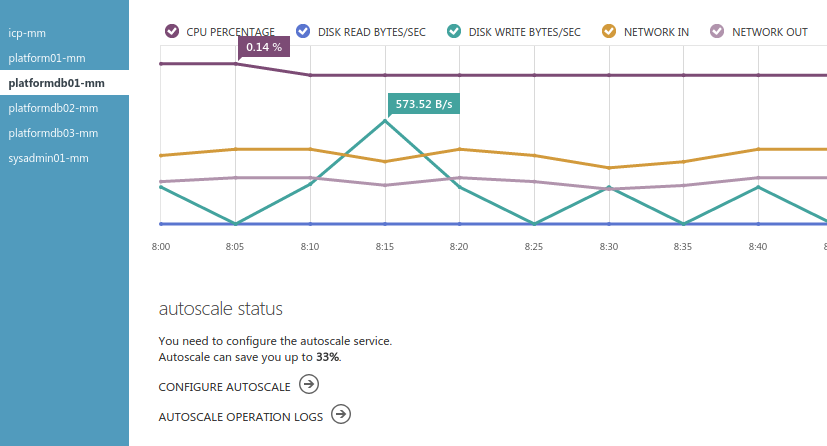 icp-mm
platform01-mm
platformdb01-mm
platformdb02-mm
platformdb03-mm
sysadmin01-mm
CPU PERCENTAGE DISK READ BYTES/SEC DISK WRITE BYTES/SEC NETWORK IN NETWORK OUT
0.14 %
573.52 B/s
8:00 8:05 8:10 8:15 8:20 8:25 8:30 8:35 8:40
autoscale status
You need to configure the autoscale service.
Autoscale can save you up to 33%.
CONFIGURE AUTOSCALE
AUTOSCALE OPERATION LOGS